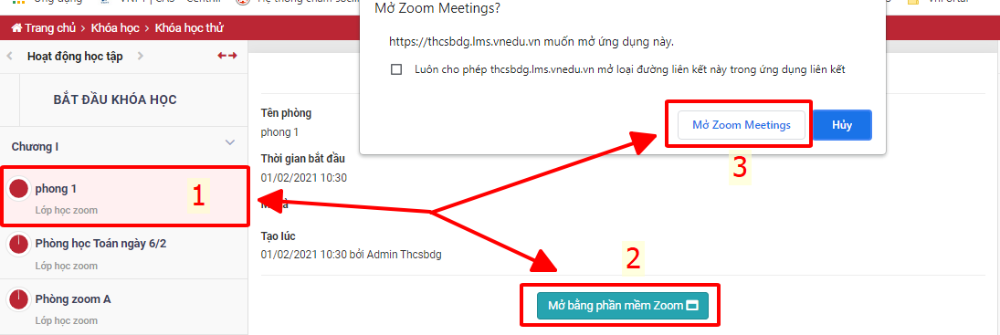 Mở Zoom Meetings?
https://thcsbdg.lms.vnedu.vn muốn mở ứng dụng này.
Luôn cho phép thcsbdg.lms.vnedu.vn mở loại đường liên kết này trong ứng dụng liên kết
Mở Zoom Meetings
Hủy
3
Trang chủ > Khóa học > Khóa học thử
Hoạt động học tập
BẮT ĐẦU KHÓA HỌC
Chương I
phong 1
Lớp học zoom
1
Phòng học Toán ngày 6/2
Lớp học zoom
Phòng zoom A
Lớp học zoom
Tên phòng
phong 1
Thời gian bắt đầu
01/02/2021 10:30
Tạo lúc
01/02/2021 10:30 bởi Admin Thcsbdg
2
Mở bằng phần mềm Zoom